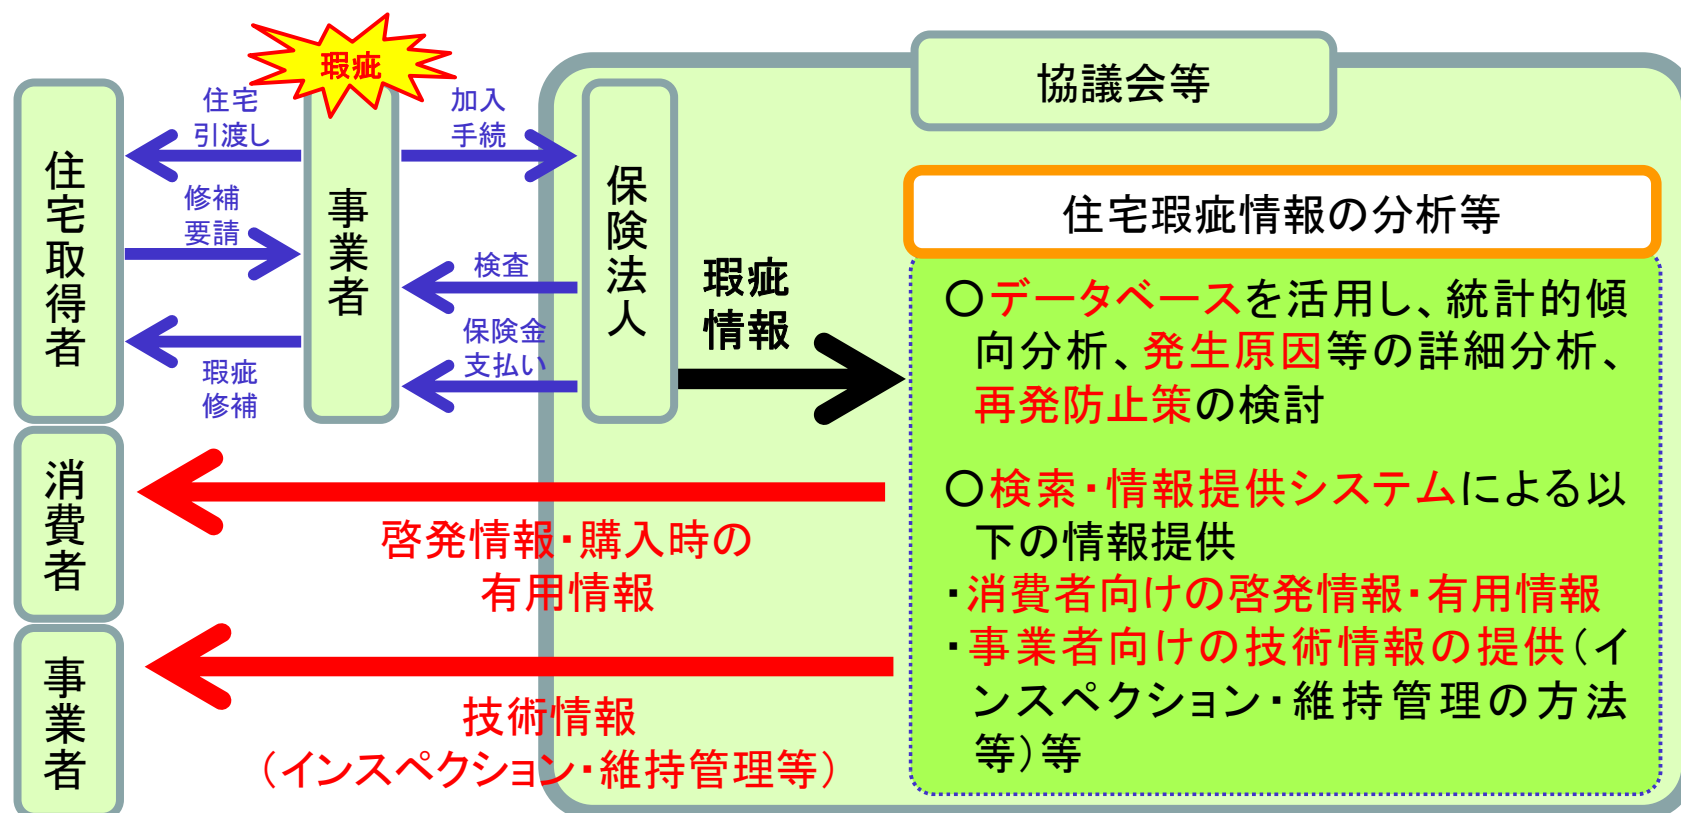 瑕疵
協議会等
住宅
引渡し
加入
手続
住宅取得者
修補
要請
事業者
保険法人
検査
保険金
支払い
瑕疵
修補
瑕疵
情報
住宅瑕疵情報の分析等
○データベースを活用し、統計的傾
向分析、発生原因等の詳細分析、
再発防止策の検討
○検索・情報提供システムによる以
下の情報提供
・消費者向けの啓発情報・有用情報
・事業者向けの技術情報の提供(イ
ンスペクション・維持管理の方法
等)等
消費者
啓発情報・購入時の
有用情報
事業者
技術情報
(インスペクション・維持管理等)